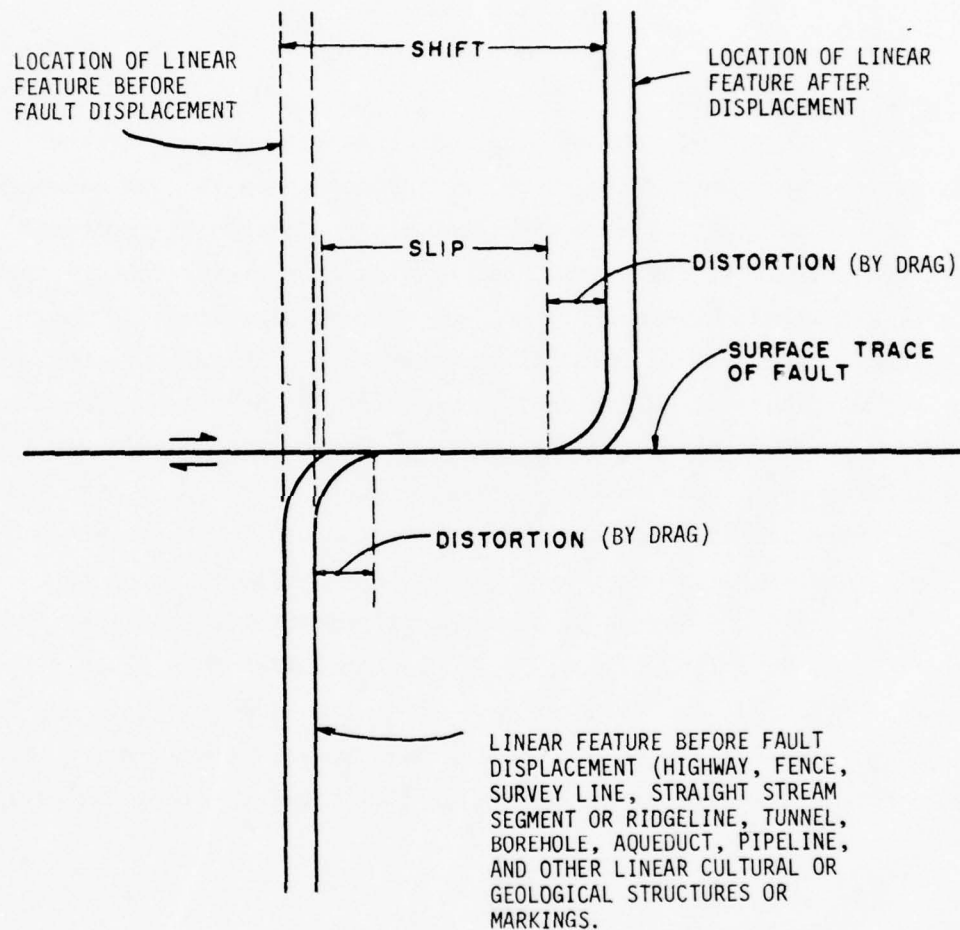 SHIFT
LOCATION OF LINEAR
FEATURE BEFORE
FAULT DISPLACEMENT
LOCATION OF LINEAR
FEATURE AFTER
DISPLACEMENT
SLIP
DISTORTION (BY DRAG)
SURFACE TRACE
OF FAULT
DISTORTION (BY DRAG)
LINEAR FEATURE BEFORE FAULT
DISPLACEMENT (HIGHWAY, FENCE,
SURVEY LINE, STRAIGHT STREAM
SEGMENT OR RIDGELINE, TUNNEL,
BOREHOLE, AQUEDUCT, PIPELINE,
AND OTHER LINEAR CULTURAL OR
GEOLOGICAL STRUCTURES OR
MARKINGS.